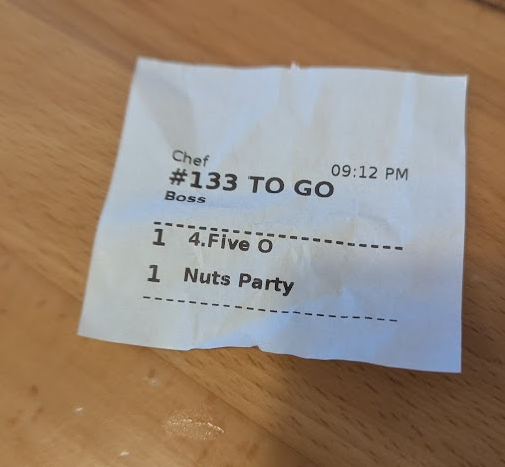 Chef
09:12 PM
#133 TO GO
Boss
1 4.Five O
1 Nuts Party